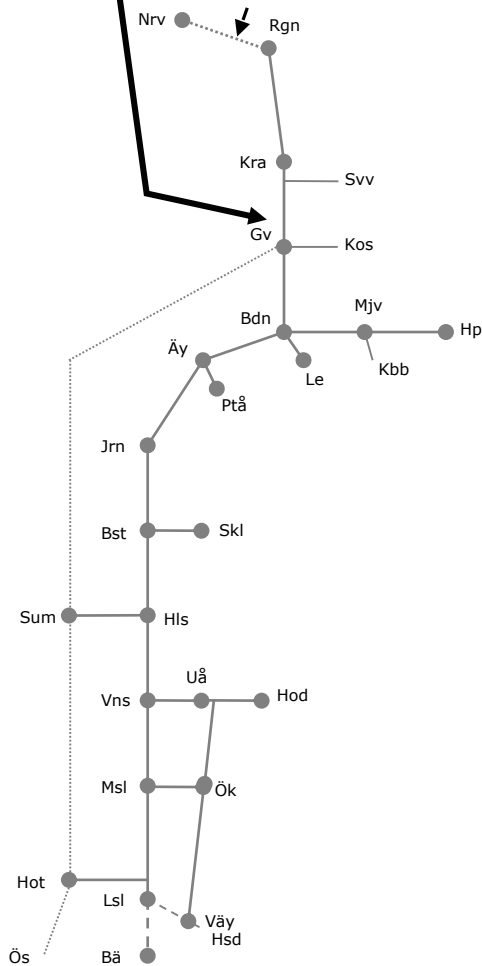 Nrv
Rgn
Kra
Svv
Gv
Kos
Bdn
Mjv
Hp
Äy
Le
Kbb
Ptå
Jrn
Bst
Skl
Sum
Hls
Uå
Vns
Hod
Msl
Ök
Hot
Lsl
Väy
Hsd
Ös
Bä